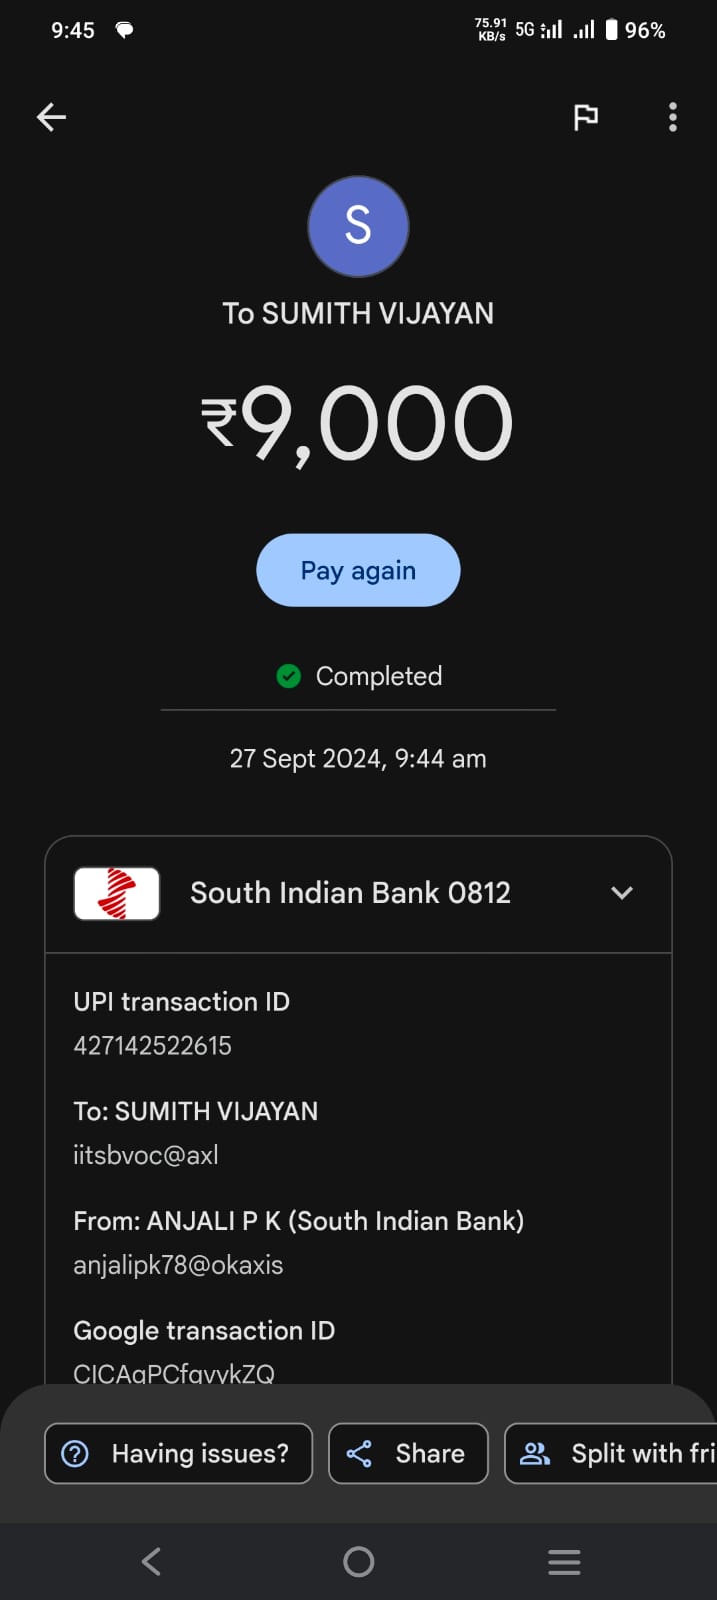 9:45
75.91 KB/s 5G 96%
S
To SUMITH VIJAYAN
₹9,000
Pay again
Completed
27 Sept 2024, 9:44 am
South Indian Bank 0812
UPI transaction ID
427142522615
To: SUMITH VIJAYAN
iitsbvoc@axl
From: ANJALI P K (South Indian Bank)
anjalipk78@okaxis
Google transaction ID
Having issues?
Share
Split with fri